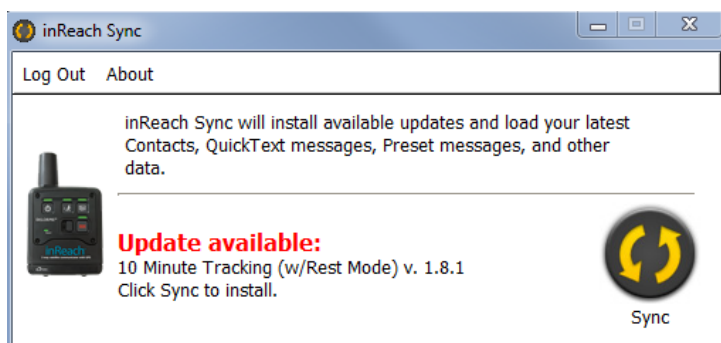 inReach Sync
Log Out About
inReach Sync will install available updates and load your latest
Contacts, QuickText messages, Preset messages, and other
data.
inReach
Update available:
10 Minute Tracking (w/Rest Mode) v. 1.8.1
Click Sync to install.
Sync